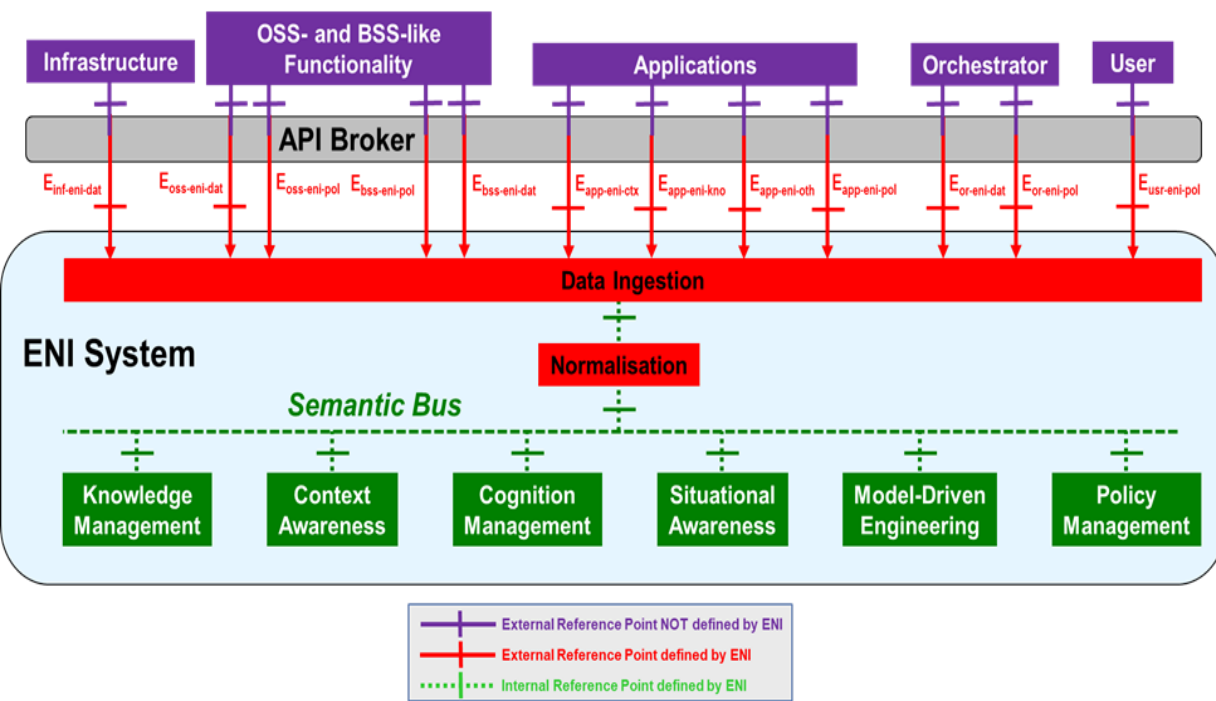 OSS- and BSS-like
Functionality
Infrastructure
Applications
Orchestrator
User
API Broker
Einf-eni-dat
Eoss-eni-dat
Eoss-eni-pol
Ebss-eni-pol
Ebss-eni-dat
Eapp-eni-ctx
Eapp-eni-kno
Eapp-eni-oth
Eapp-eni-pol
Eor-eni-dat
Eor-eni-pol
Eusr-eni-pol
Data Ingestion
ENI System
Normalisation
Semantic Bus
Knowledge
Management
Context
Awareness
Cognition
Management
Situational
Awareness
Model-Driven
Engineering
Policy
Management
External Reference Point NOT defined by ENI
External Reference Point defined by ENI
Internal Reference Point defined by ENI